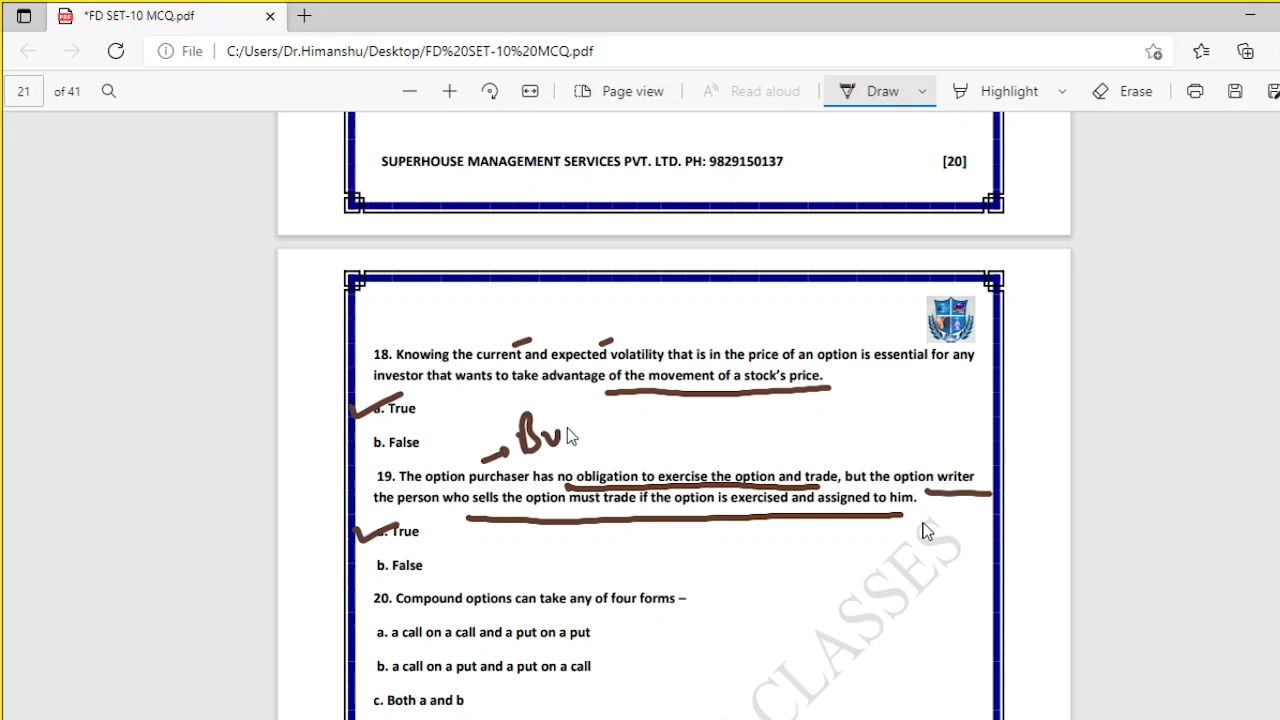 *FD SET-10 MCQ.pdf
File C:/Users/Dr.Himanshu/Desktop/FD%20SET-10%20MCQ.pdf
21 of 41 Page view Read aloud Draw Highlight Erase
SUPERHOUSE MANAGEMENT SERVICES PVT. LTD. PH: 9829150137 [20]
18. Knowing the current and expected volatility that is in the price of an option is essential for any
investor that wants to take advantage of the movement of a stock's price.
a. True
Bu
b. False
19. The option purchaser has no obligation to exercise the option and trade, but the option writer
the person who sells the option must trade if the option is exercised and assigned to him.
a. True
b. False
20. Compound options can take any of four forms –
a. a call on a call and a put on a put
b. a call on a put and a put on a call
c. Both a and b
CLASSES